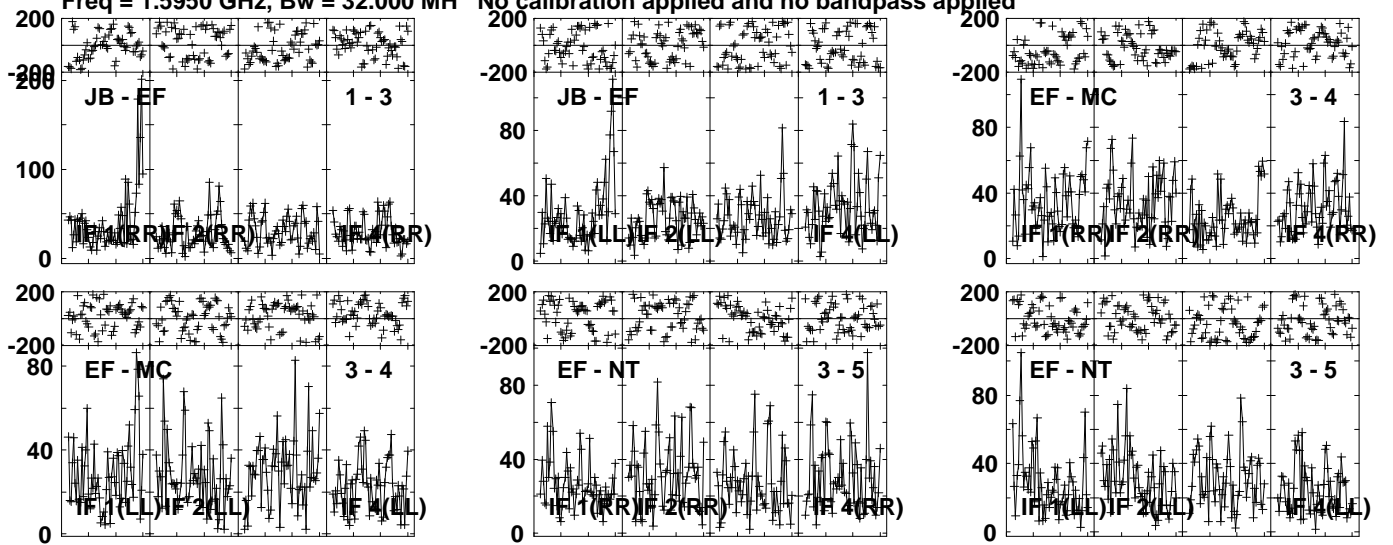 Freq = 1.5950 GHz, Bw = 32.000 MH No calibration applied and no bandpass applied
200 200 200
-200 -200 -200
200 JB - EF 1 - 3 JB - EF 1 - 3 EF - MC 3 - 4
80 80
100
40 40
IF 1(RR) IF 2(RR) IF 4(RR) IF 1(LL) IF 2(LL) IF 4(LL) IF 1(RR) IF 2(RR) IF 4(RR)
0 0 0
200 200 200
-200 -200 -200
80 EF - MC 3 - 4 EF - NT 3 - 5 EF - NT 3 - 5
80 80
40 40 40
IF 1(LL) IF 2(LL) IF 4(LL) IF 1(RR) IF 2(RR) IF 4(RR) IF 1(LL) IF 2(LL) IF 4(LL)
0 0 0